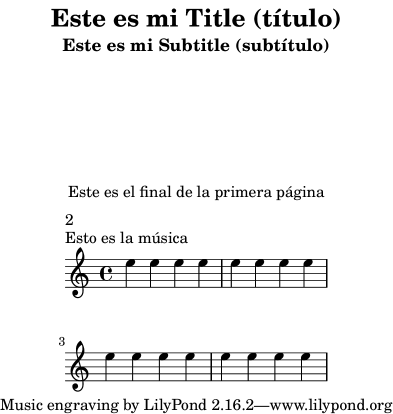 Este es mi Title (título)
Este es mi Subtitle (subtítulo)
Este es el final de la primera página
2
Esto es la música
3
Music engraving by LilyPond 2.16.2—www.lilypond.org